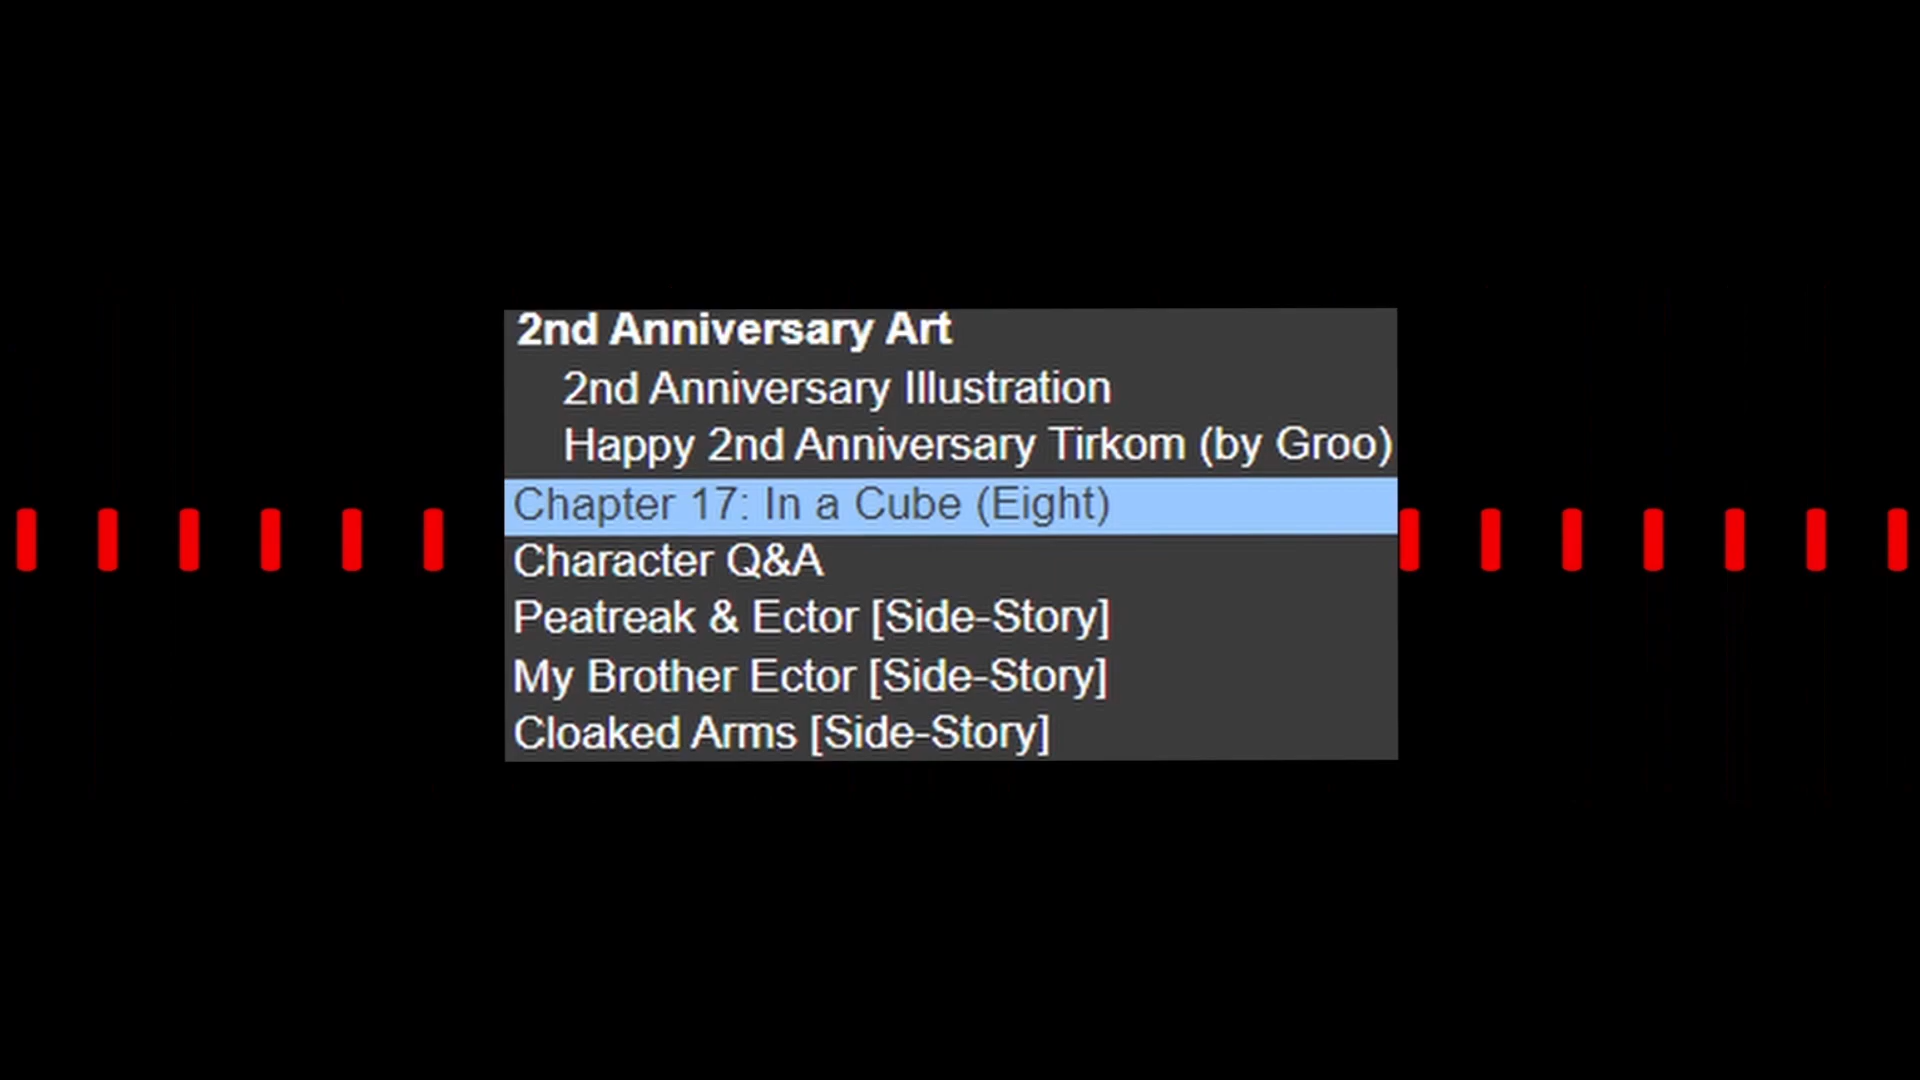 2nd Anniversary Art
2nd Anniversary Illustration
Happy 2nd Anniversary Tirkom (by Groo)
Chapter 17: In a Cube (Eight)
Character Q&A
Peatreak & Ector [Side-Story]
My Brother Ector [Side-Story]
Cloaked Arms [Side-Story]